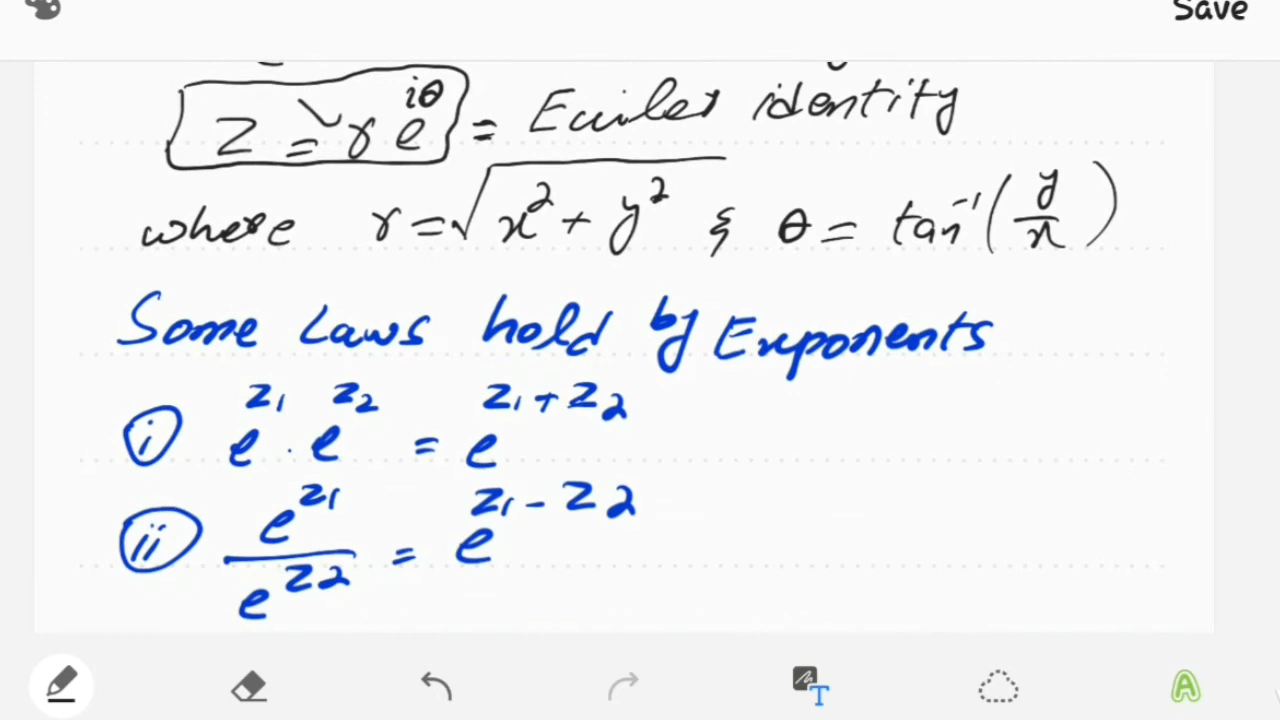 Save
z = r e^{iθ} = Euiler identity
where r = √(x² + y²) & θ = tan⁻¹(y/x)
Some Laws hold by Exponents
(i) e^{z₁} . e^{z₂} = e^{z₁+z₂}
(ii) e^{z₁} / e^{z₂} = e^{z₁-z₂}
T
A